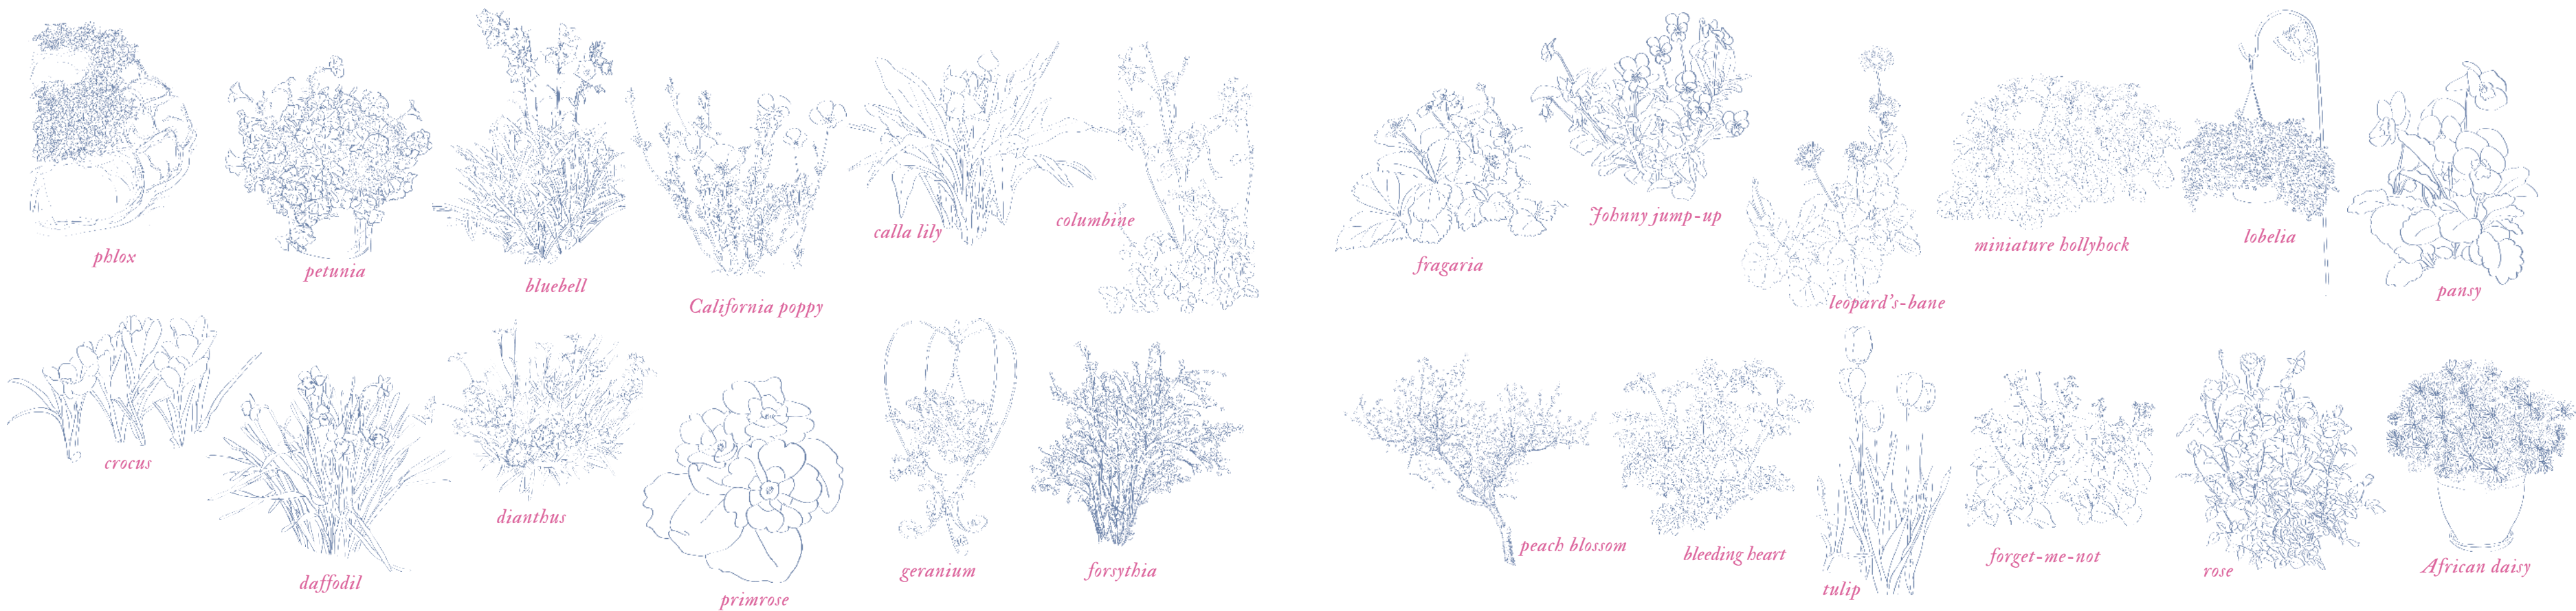 phlox
petunia
bluebell
California poppy
calla lily
columbine
fragaria
Johnny jump-up
leopard's-bane
miniature hollyhock
lobelia
pansy
crocus
daffodil
dianthus
primrose
geranium
forsythia
peach blossom
bleeding heart
tulip
forget-me-not
rose
African daisy